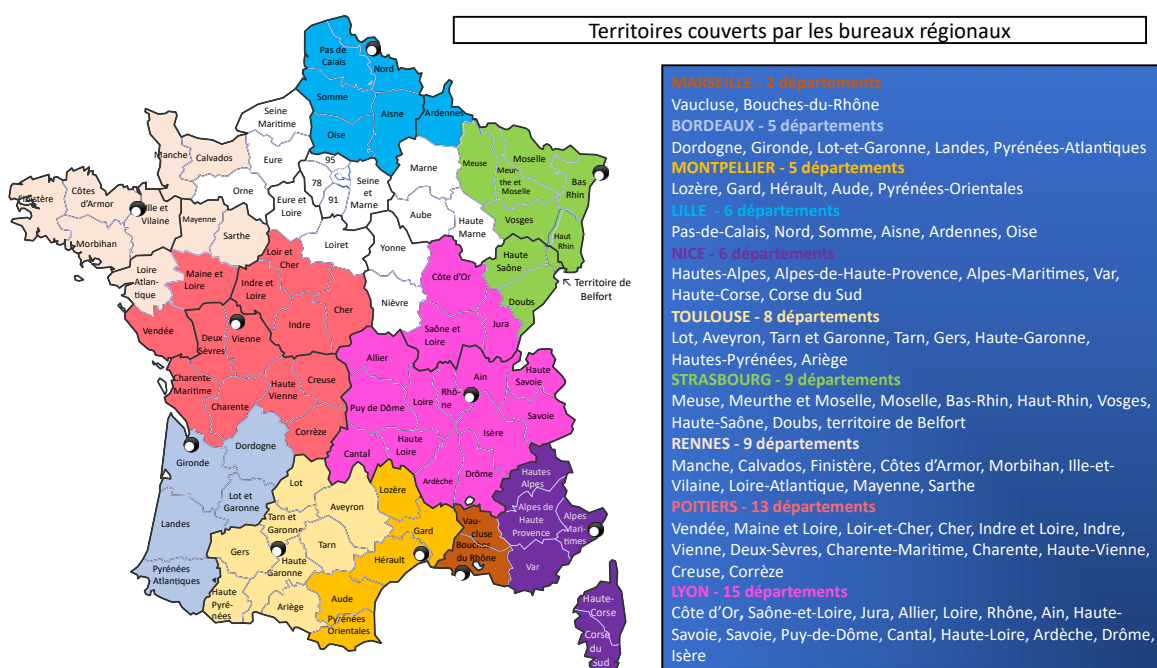 Territoires couverts par les bureaux régionaux
MARSEILLE - 2 départements
Vaucluse, Bouches-du-Rhône
BORDEAUX - 5 départements
Dordogne, Gironde, Lot-et-Garonne, Landes, Pyrénées-Atlantiques
MONTPELLIER - 5 départements
Lozère, Gard, Hérault, Aude, Pyrénées-Orientales
LILLE - 6 départements
Pas-de-Calais, Nord, Somme, Aisne, Ardennes, Oise
NICE - 6 départements
Hautes-Alpes, Alpes-de-Haute-Provence, Alpes-Maritimes, Var,
Haute-Corse, Corse du Sud
TOULOUSE - 8 départements
Lot, Aveyron, Tarn et Garonne, Tarn, Gers, Haute-Garonne,
Hautes-Pyrénées, Ariège
STRASBOURG - 9 départements
Meuse, Meurthe et Moselle, Moselle, Bas-Rhin, Haut-Rhin, Vosges,
Haute-Saône, Doubs, territoire de Belfort
RENNES - 9 départements
Manche, Calvados, Finistère, Côtes d’Armor, Morbihan, Ille-et-
Vilaine, Loire-Atlantique, Mayenne, Sarthe
POITIERS - 13 départements
Vendée, Maine et Loire, Loir-et-Cher, Cher, Indre et Loire, Indre,
Vienne, Deux-Sèvres, Charente-Maritime, Charente, Haute-Vienne,
Creuse, Corrèze
LYON - 15 départements
Côte d’Or, Saône-et-Loire, Jura, Allier, Loire, Rhône, Ain, Haute-
Savoie, Savoie, Puy-de-Dôme, Cantal, Haute-Loire, Ardèche, Drôme,
Isère
Pas de
Calais
Nord
Somme
Aisne
Ardennes
Oise
Seine
Maritime
Eure
95
78
91
Seine
et
Marne
Marne
Aube
Haute
Marne
Meuse
Moselle
Meur-
the et
Moselle
Bas
Rhin
Vosges
Haut
Rhin
Haute
Saône
Territoire de
Belfort
Doubs
Manche
Calvados
Orne
Eure et
Loire
Finistère
Côtes
d’Armor
Ille et
Vilaine
Morbihan
Mayenne
Sarthe
Loiret
Yonne
Nièvre
Loire
Atlan-
tique
Maine et
Loire
Loir et
Cher
Indre et
Loire
Cher
Indre
Vendée
Deux
Sèvres
Vienne
Charente
Maritime
Charente
Haute
Vienne
Creuse
Corrèze
Côte d’Or
Saône et
Loire
Jura
Allier
Ain
Haute
Savoie
Rhô-
ne
Loire
Puy de Dôme
Savoie
Isère
Cantal
Haute
Loire
Ardèche
Drôme
Gironde
Dordogne
Lot et
Garonne
Landes
Pyrénées
Atlantiques
Lot
Aveyron
Tarn et
Garonne
Tarn
Gers
Haute
Garonne
Haute
Pyré-
nées
Ariège
Lozère
Gard
Hérault
Aude
Pyrénées
Orientales
Vau-
cluse
Bouches
du Rhône
Hautes
Alpes
Alpes de
Haute
Provence
Alpes
Mari-
times
Var
Haute-
Corse
Corse
du
Sud